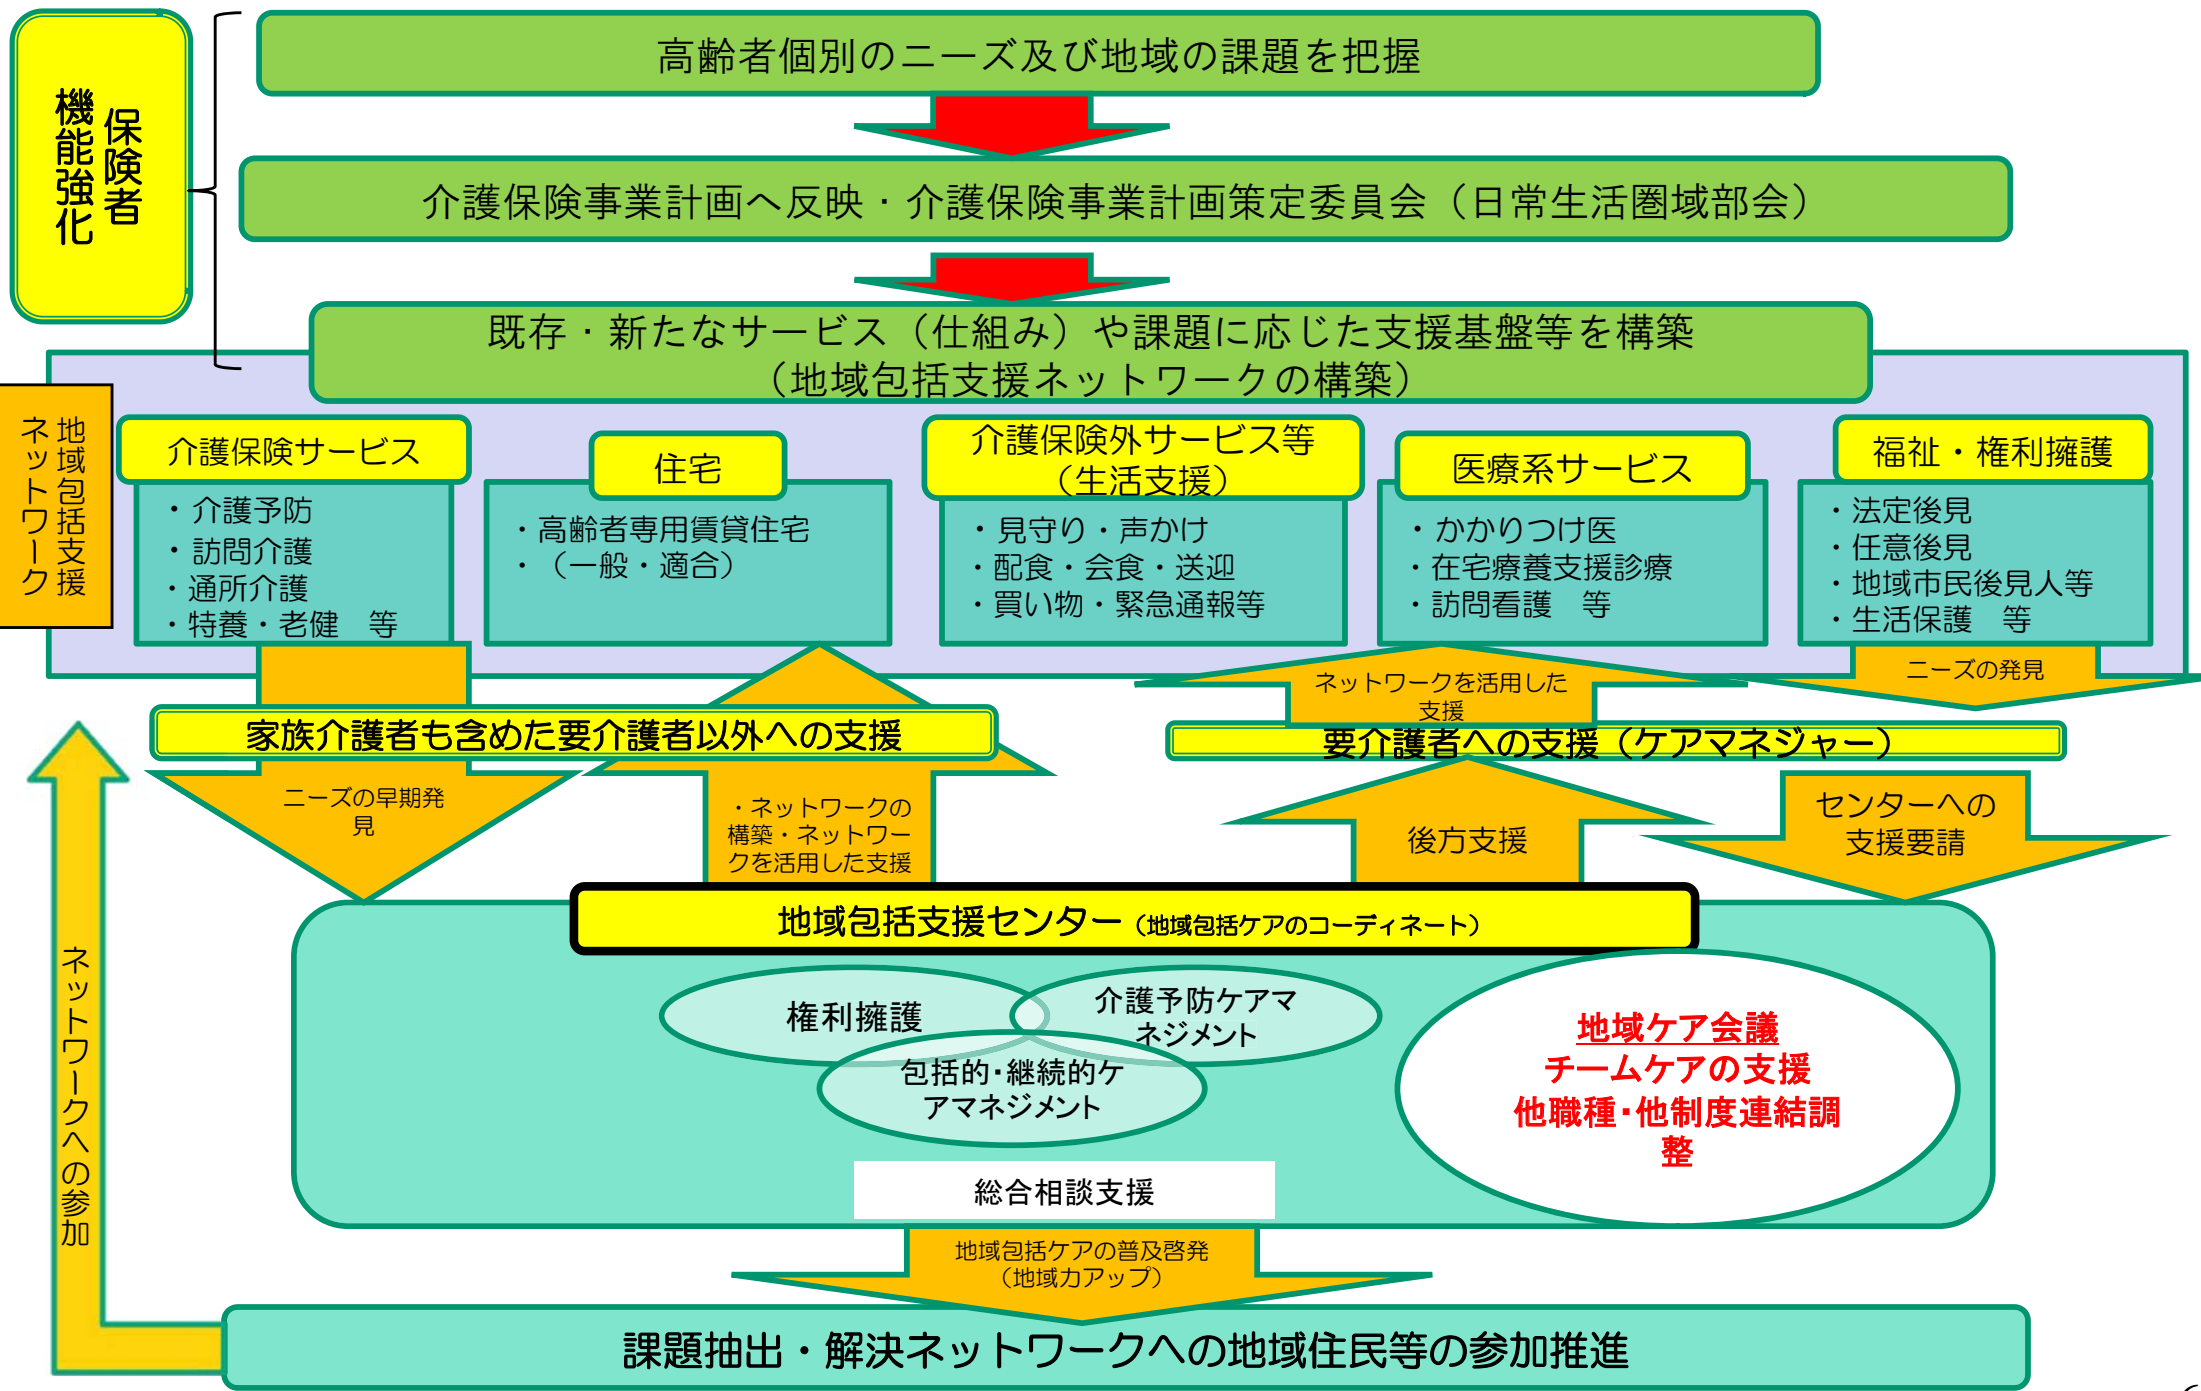 保険者
機能強化
高齢者個別のニーズ及び地域の課題を把握
介護保険事業計画へ反映・介護保険事業計画策定委員会（日常生活圏域部会）
既存・新たなサービス（仕組み）や課題に応じた支援基盤等を構築
（地域包括支援ネットワークの構築）
地域包括支援
ネットワーク
介護保険サービス
・介護予防
・訪問介護
・通所介護
・特養・老健　等
住宅
・高齢者専用賃貸住宅
・（一般・適合）
介護保険外サービス等
（生活支援）
・見守り・声かけ
・配食・会食・送迎
・買い物・緊急通報等
医療系サービス
・かかりつけ医
・在宅療養支援診療
・訪問看護　等
福祉・権利擁護
・法定後見
・任意後見
・地域市民後見人等
・生活保護　等
ネットワークを活用した
支援
ニーズの発見
家族介護者も含めた要介護者以外への支援
要介護者への支援（ケアマネジャー）
ニーズの早期発
見
・ネットワークの
構築・ネットワー
クを活用した支援
後方支援
センターへの
支援要請
地域包括支援センター（地域包括ケアのコーディネート）
権利擁護
介護予防ケアマ
ネジメント
包括的・継続的ケ
アマネジメント
総合相談支援
地域ケア会議
チームケアの支援
他職種・他制度連結調
整
地域包括ケアの普及啓発
（地域力アップ）
ネットワークへの参加
課題抽出・解決ネットワークへの地域住民等の参加推進